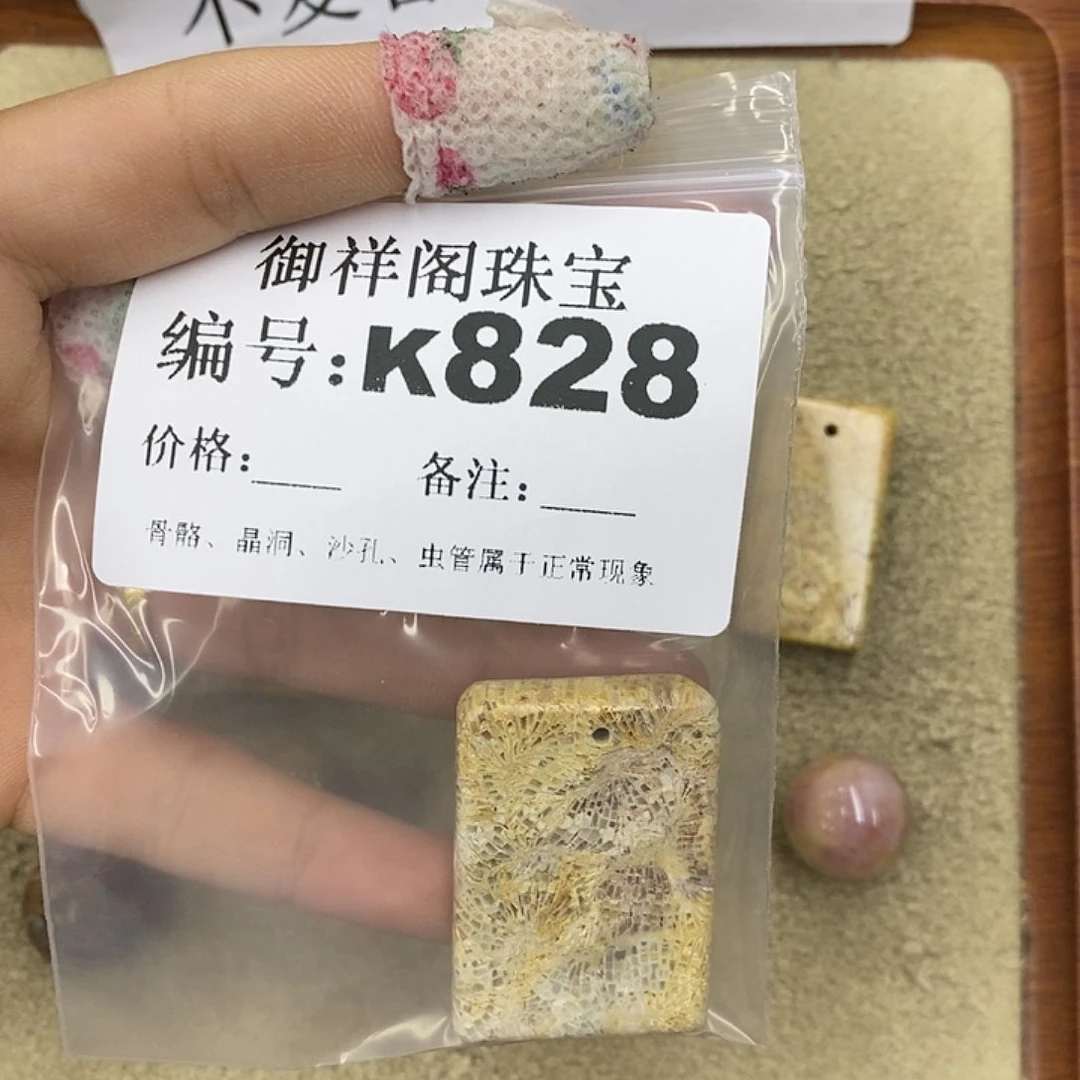 御祥阁珠宝
编号:K828
价格:____ 备注:____
骨骼、晶洞、沙孔、虫管属于正常现象